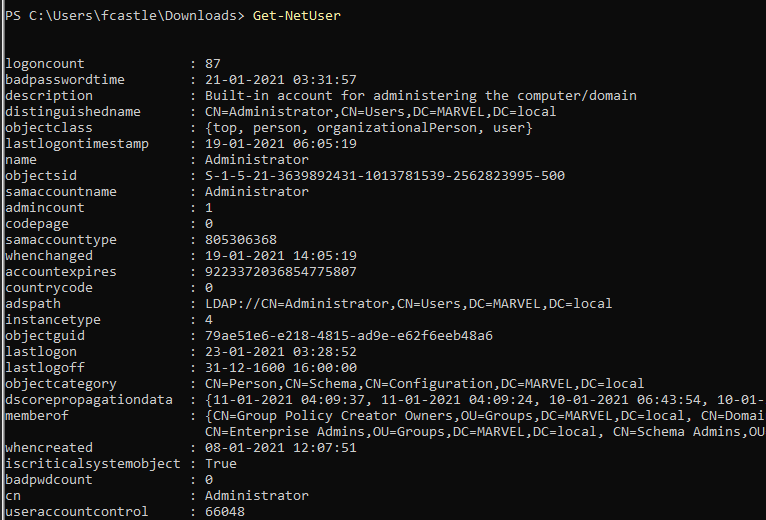 PS C:\Users\fcastle\Downloads> Get-NetUser
logoncount : 87
badpasswordtime : 21-01-2021 03:31:57
description : Built-in account for administering the computer/domain
distinguishedname : CN=Administrator,CN=Users,DC=MARVEL,DC=local
objectclass : {top, person, organizationalPerson, user}
lastlogontimestamp : 19-01-2021 06:05:19
name : Administrator
objectsid : S-1-5-21-3639892431-1013781539-2562823995-500
samaccountname : Administrator
admincount : 1
codepage : 0
samaccounttype : 805306368
whenchanged : 19-01-2021 14:05:19
accountexpires : 9223372036854775807
countrycode : 0
adspath : LDAP://CN=Administrator,CN=Users,DC=MARVEL,DC=local
instancetype : 4
objectguid : 79ae51e6-e218-4815-ad9e-e62f6eeb48a6
lastlogon : 23-01-2021 03:28:52
lastlogoff : 31-12-1600 16:00:00
objectcategory : CN=Person,CN=Schema,CN=Configuration,DC=MARVEL,DC=local
dscorepropagationdata : {11-01-2021 04:09:37, 11-01-2021 04:09:24, 10-01-2021 06:43:54, 10-01-
memberof : {CN=Group Policy Creator Owners,OU=Groups,DC=MARVEL,DC=local, CN=Domai
CN=Enterprise Admins,OU=Groups,DC=MARVEL,DC=local, CN=Schema Admins,OU
whencreated : 08-01-2021 12:07:51
iscriticalsystemobject : True
badpwdcount : 0
cn : Administrator
useraccountcontrol : 66048